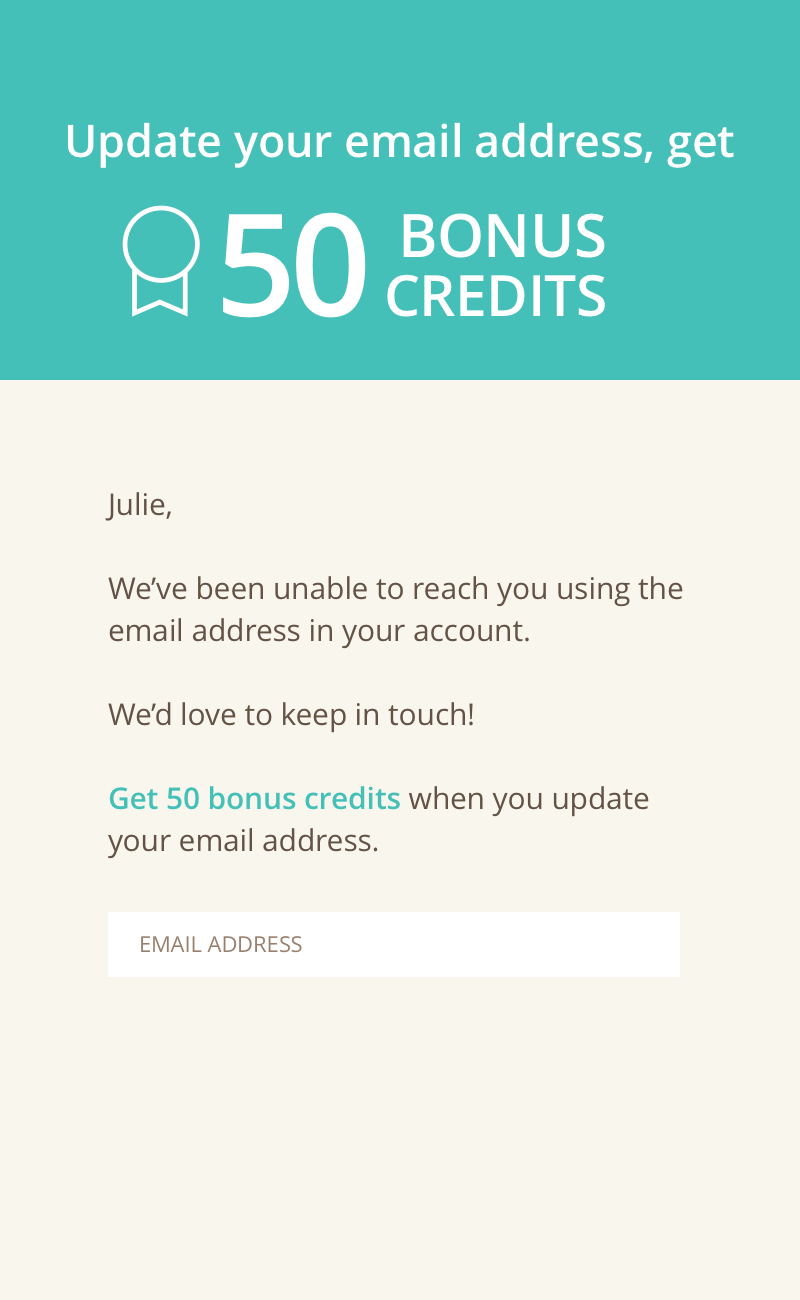 Update your email address, get
50 BONUS
CREDITS
Julie,
We’ve been unable to reach you using the
email address in your account.
We’d love to keep in touch!
Get 50 bonus credits when you update
your email address.
EMAIL ADDRESS